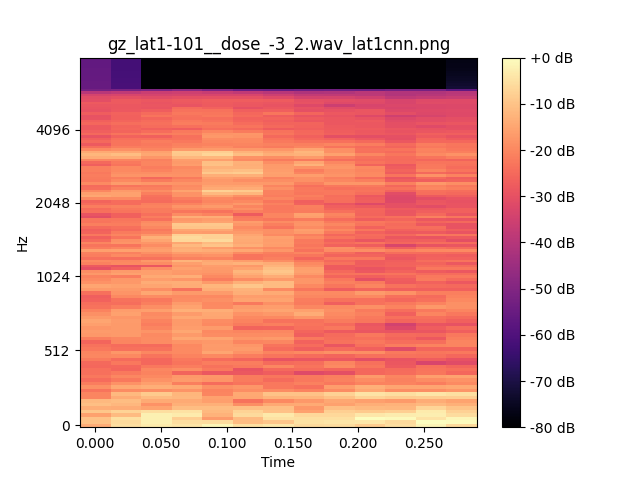 gz_lat1-101__dose_-3_2.wav_lat1cnn.png
+0 dB
4096
-10 dB
-20 dB
2048
-30 dB
Hz
-40 dB
1024
-50 dB
512
-60 dB
-70 dB
0
-80 dB
0.000 0.050 0.100 0.150 0.200 0.250
Time